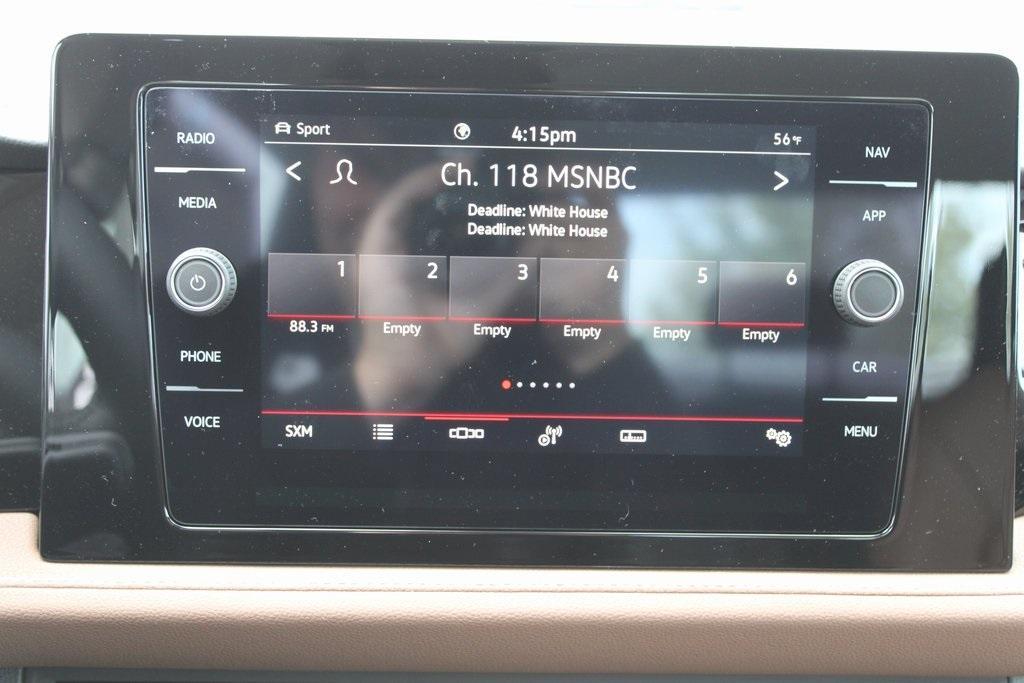 RADIO
MEDIA
PHONE
VOICE
Sport 4:15pm 56°F
< Ch. 118 MSNBC >
Deadline: White House
Deadline: White House
1 2 3 4 5 6
88.3 FM Empty Empty Empty Empty Empty
SXM
NAV
APP
CAR
MENU